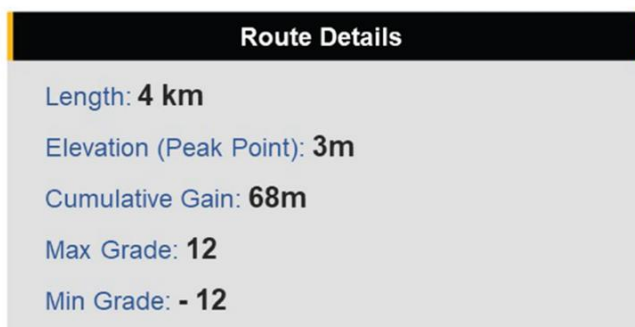 Route Details
Length: 4 km
Elevation (Peak Point): 3m
Cumulative Gain: 68m
Max Grade: 12
Min Grade: - 12